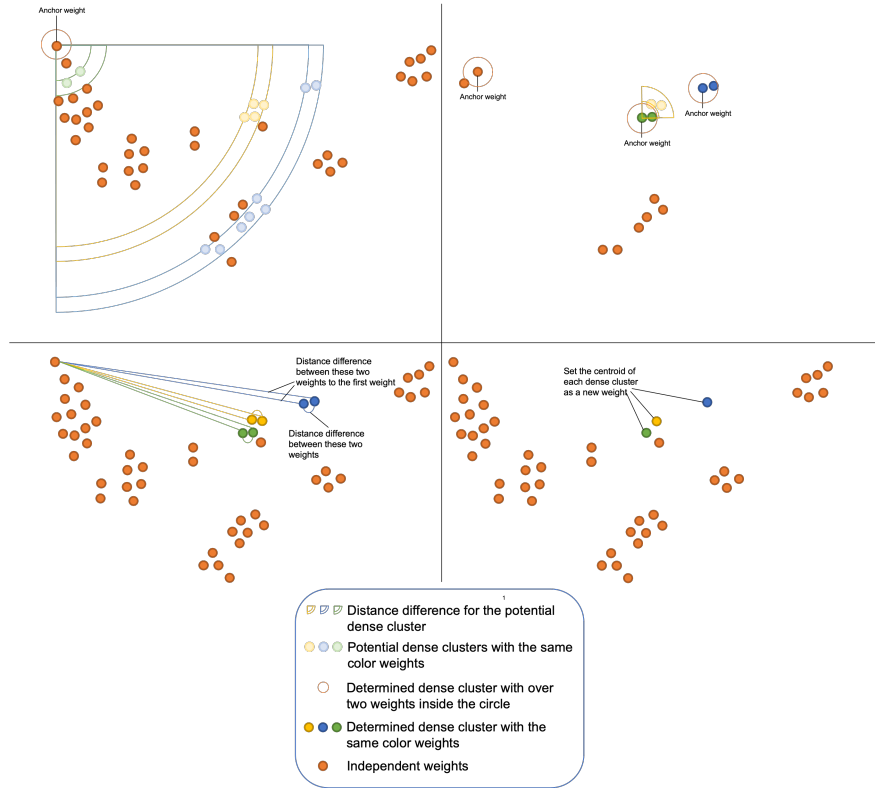 Anchor weight
Anchor weight
Anchor weight
Anchor weight
Distance difference
between these two
weights to the first weight
Distance difference
between these two
weights
Set the centroid of
each dense cluster
as a new weight
1
Distance difference for the potential
dense cluster
Potential dense clusters with the same
color weights
Determined dense cluster with over
two weights inside the circle
Determined dense cluster with the
same color weights
Independent weights